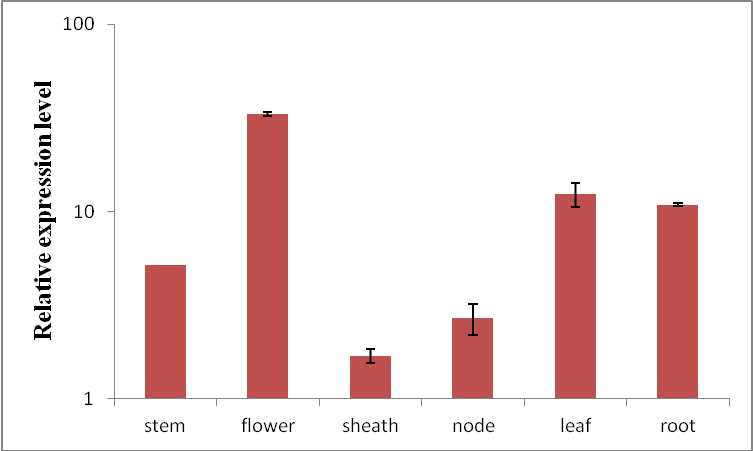 100
10
1
Relative expression level
stem flower sheath node leaf root